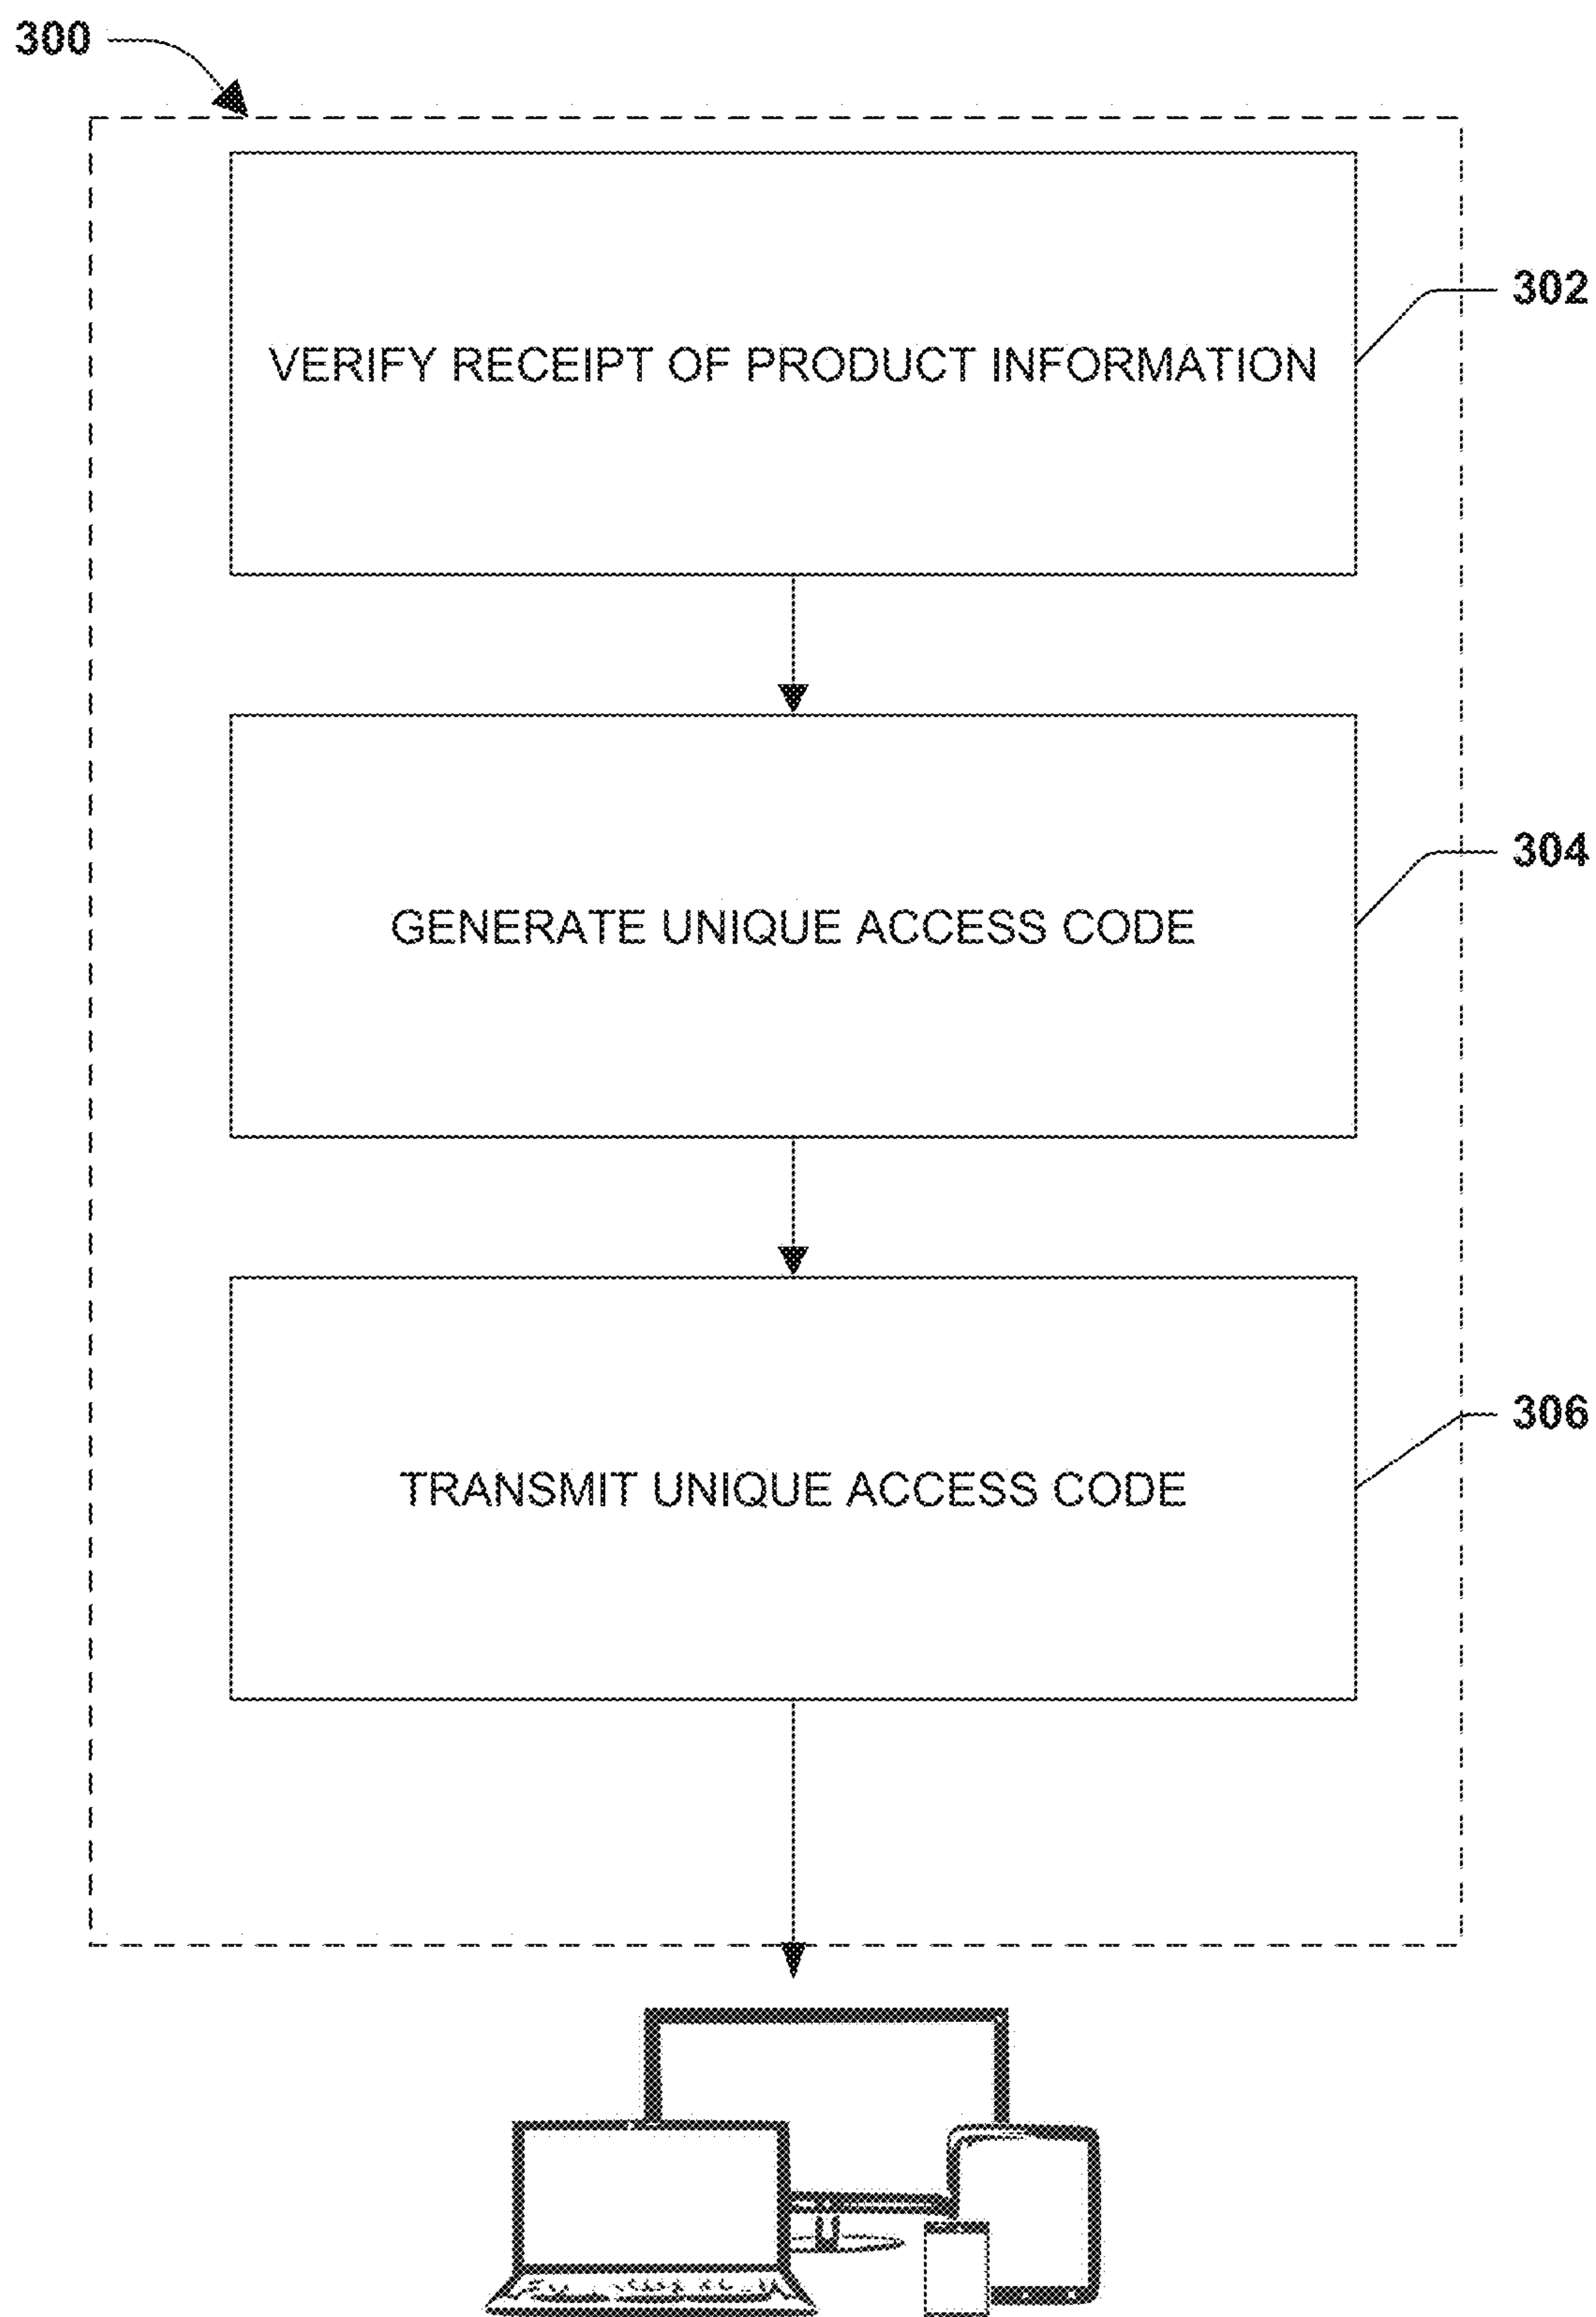 300
VERIFY RECEIPT OF PRODUCT INFORMATION
302
GENERATE UNIQUE ACCESS CODE
304
TRANSMIT UNIQUE ACCESS CODE
306